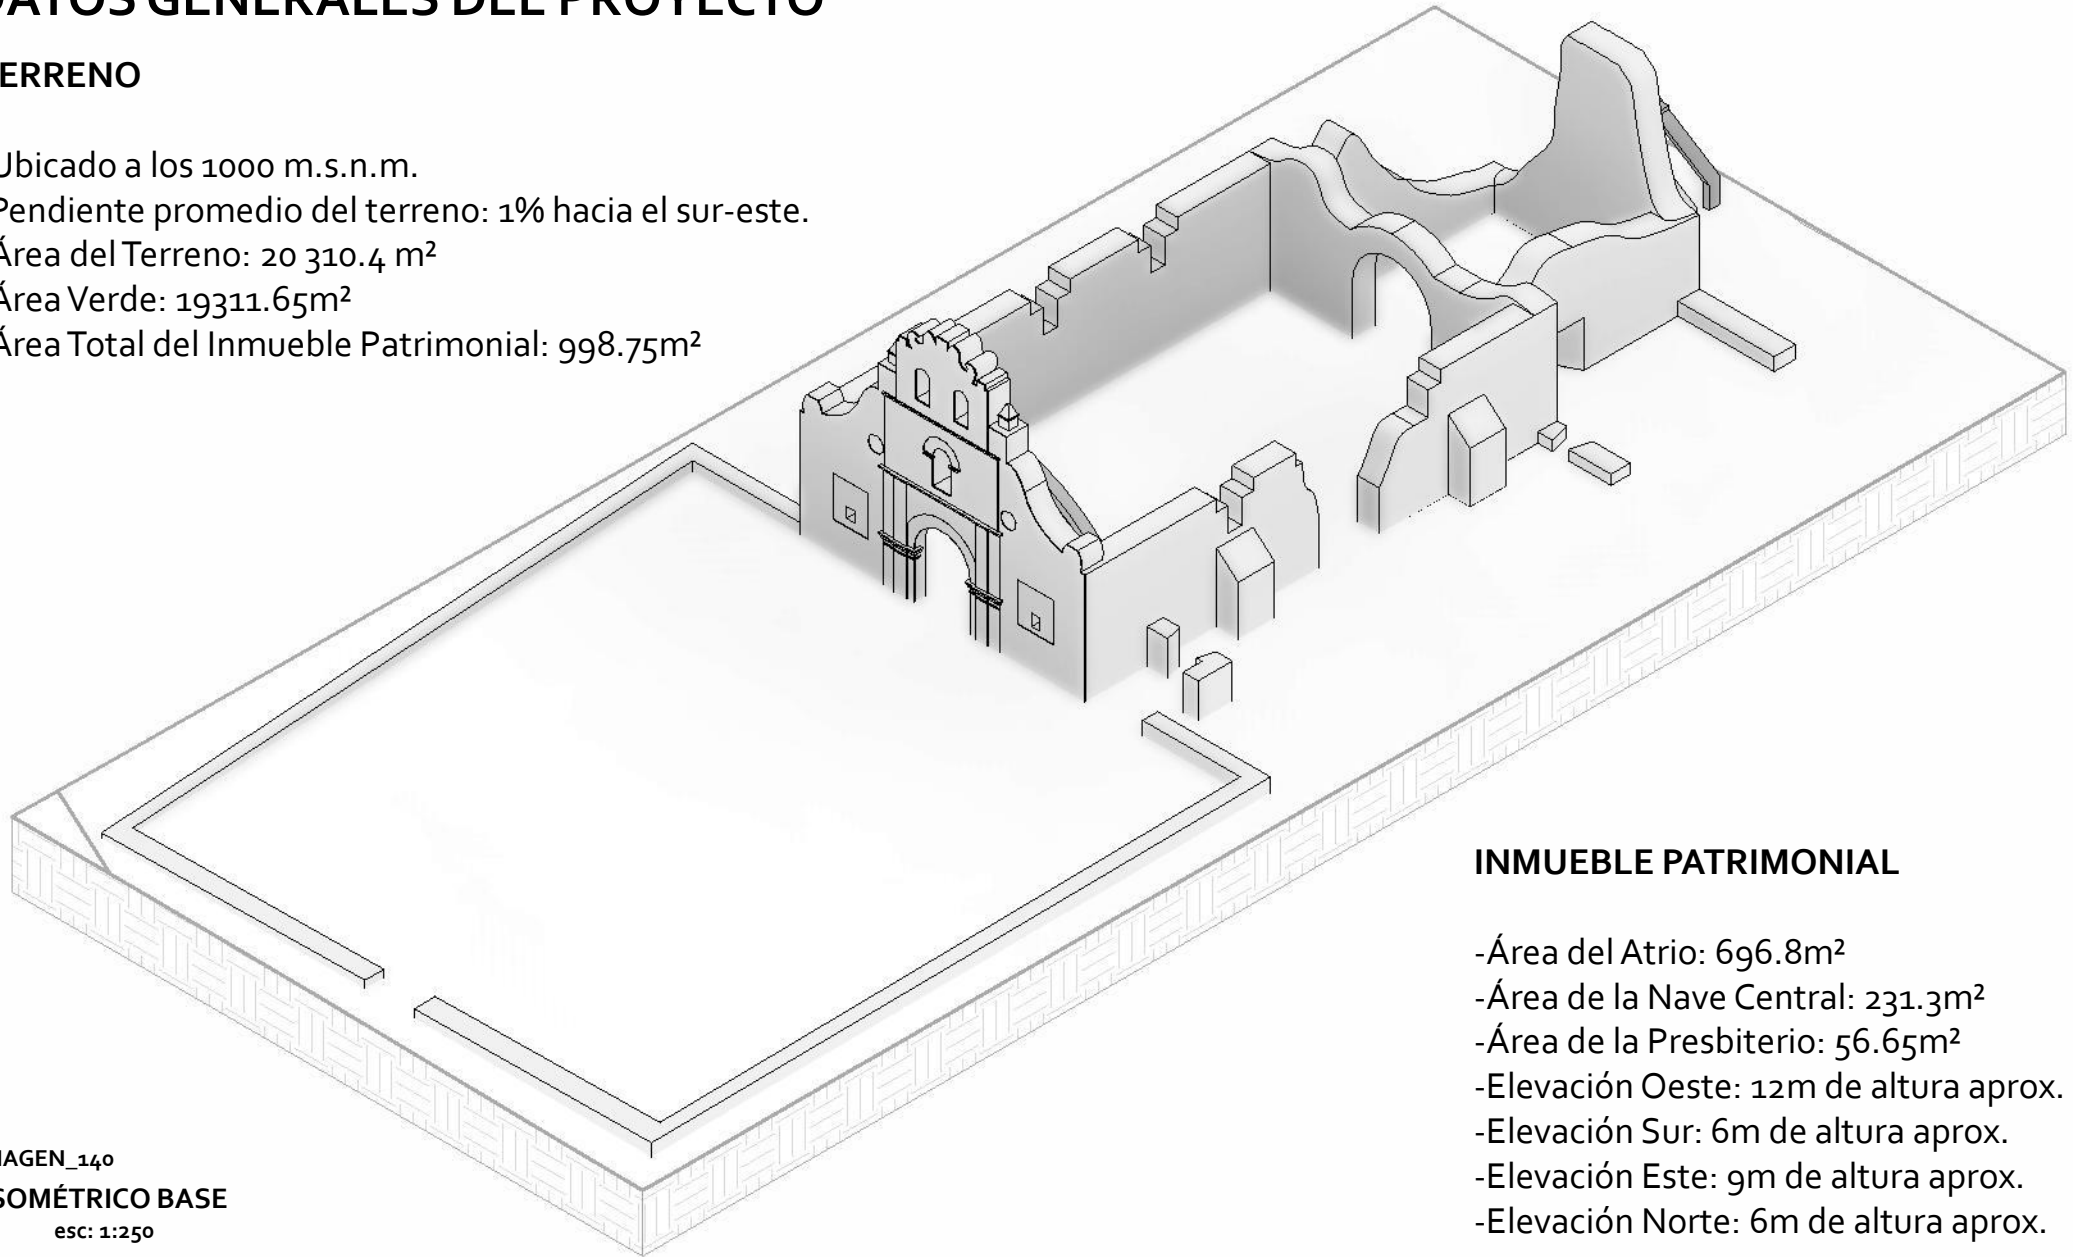 DATOS GENERALES DEL PROYECTO
ERRENO
Ubicado a los 1000 m.s.n.m.
Pendiente promedio del terreno: 1% hacia el sur-este.
Área del Terreno: 20 310.4 m²
Área Verde: 19311.65m²
Área Total del Inmueble Patrimonial: 998.75m²
INMUEBLE PATRIMONIAL
-Área del Atrio: 696.8m²
-Área de la Nave Central: 231.3m²
-Área de la Presbiterio: 56.65m²
-Elevación Oeste: 12m de altura aprox.
-Elevación Sur: 6m de altura aprox.
-Elevación Este: 9m de altura aprox.
-Elevación Norte: 6m de altura aprox.
MAGEN_140
SOMÉTRICO BASE
esc: 1:250